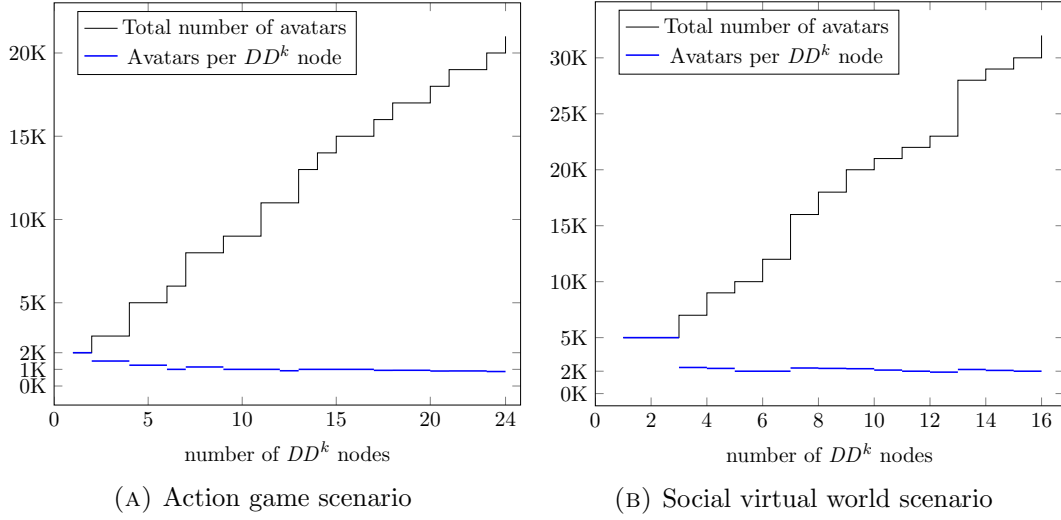 Total number of avatars
Avatars per DD^k node
20K
15K
10K
5K
2K
1K
0K
0 5 10 15 20 24
number of DD^k nodes
(A) Action game scenario
Total number of avatars
Avatars per DD^k node
30K
25K
20K
15K
10K
5K
2K
0K
0 2 4 6 8 10 12 14 16
number of DD^k nodes
(B) Social virtual world scenario